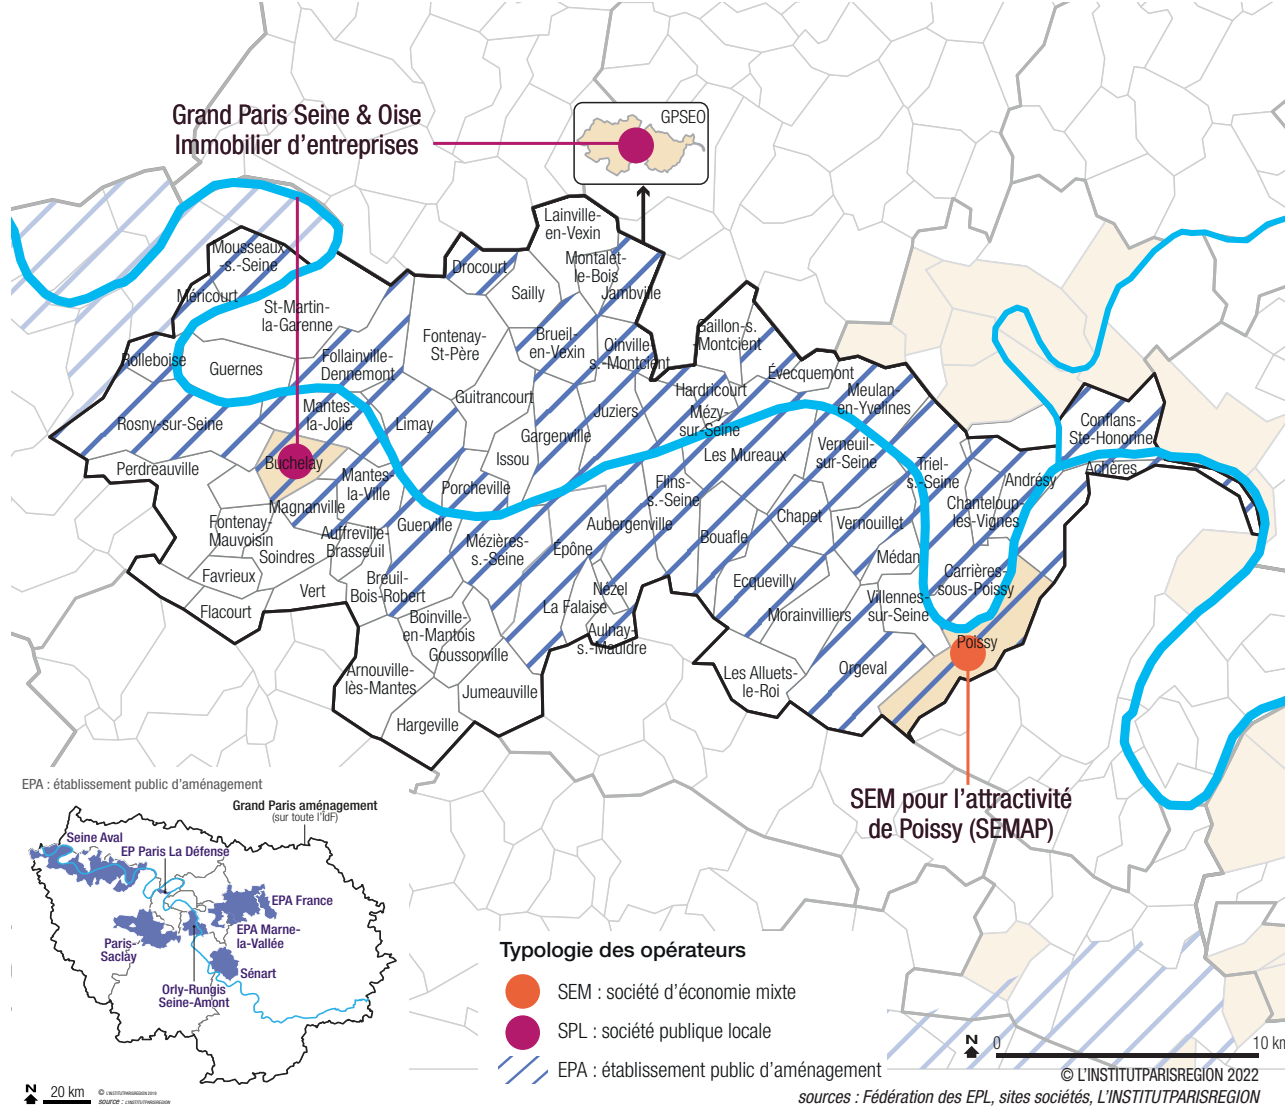 Grand Paris Seine & Oise
Immobilier d'entreprises
GPSEO
Lainville-
en-Vexin
Mousseaux
-s.-Seine
Drocourt
Montalet-
le-Bois
Sailly
Jambville
Méricourt
St-Martin-
la-Garenne
Gaillon-s.
-Montcient
Fontenay-
St-Père
Brueil-
en-Vexin
Oinville-
s.-Montcient
Rolleboise
Guernes
Follainville-
Dennemont
Évecquemont
Hardricourt
Meulan-
en-Yvelines
Guitrancourt
Mantes-
la-Jolie
Juziers
Mézy-
sur-Seine
Rosny-sur-Seine
Limay
Conflans-
Ste-Honorine
Gargenville
Verneuil-
sur-Seine
Les Mureaux
Issou
Buchelay
Perdreauville
Achères
Triel-
s.-Seine
Andrésy
Mantes-
la-Ville
Porcheville
Flins-
s.-Seine
Magnanville
Chanteloup-
les-Vignes
Fontenay-
Mauvoisin
Guerville
Aubergenville
Chapet
Vernouillet
Auffreville-
Brasseuil
Mézières-
s.-Seine
Épône
Bouafle
Soindres
Médan
Favrieux
Breuil-
Bois-Robert
Nézel
Ecquevilly
Carrières-
sous-Poissy
Vert
La Falaise
Villennes-
sur-Seine
Flacourt
Boinville-
en-Mantois
Morainvilliers
Aulnay-
s.-Mauldre
Poissy
Goussonville
Arnouville-
lès-Mantes
Les Alluets-
le-Roi
Orgeval
Jumeauville
Hargeville
SEM pour l'attractivité
de Poissy (SEMAP)
EPA : établissement public d'aménagement
Grand Paris aménagement
(sur toute l'IdF)
Seine Aval
EP Paris La Défense
EPA France
EPA Marne-
la-Vallée
Paris-
Saclay
Sénart
Orly-Rungis
Seine-Amont
N
20 km
© L'INSTITUTPARISREGION 2019
source : L'INSTITUTPARISREGION
Typologie des opérateurs
SEM : société d'économie mixte
SPL : société publique locale
EPA : établissement public d'aménagement
N
0
10 km
© L'INSTITUTPARISREGION 2022
sources : Fédération des EPL, sites sociétés, L'INSTITUTPARISREGION